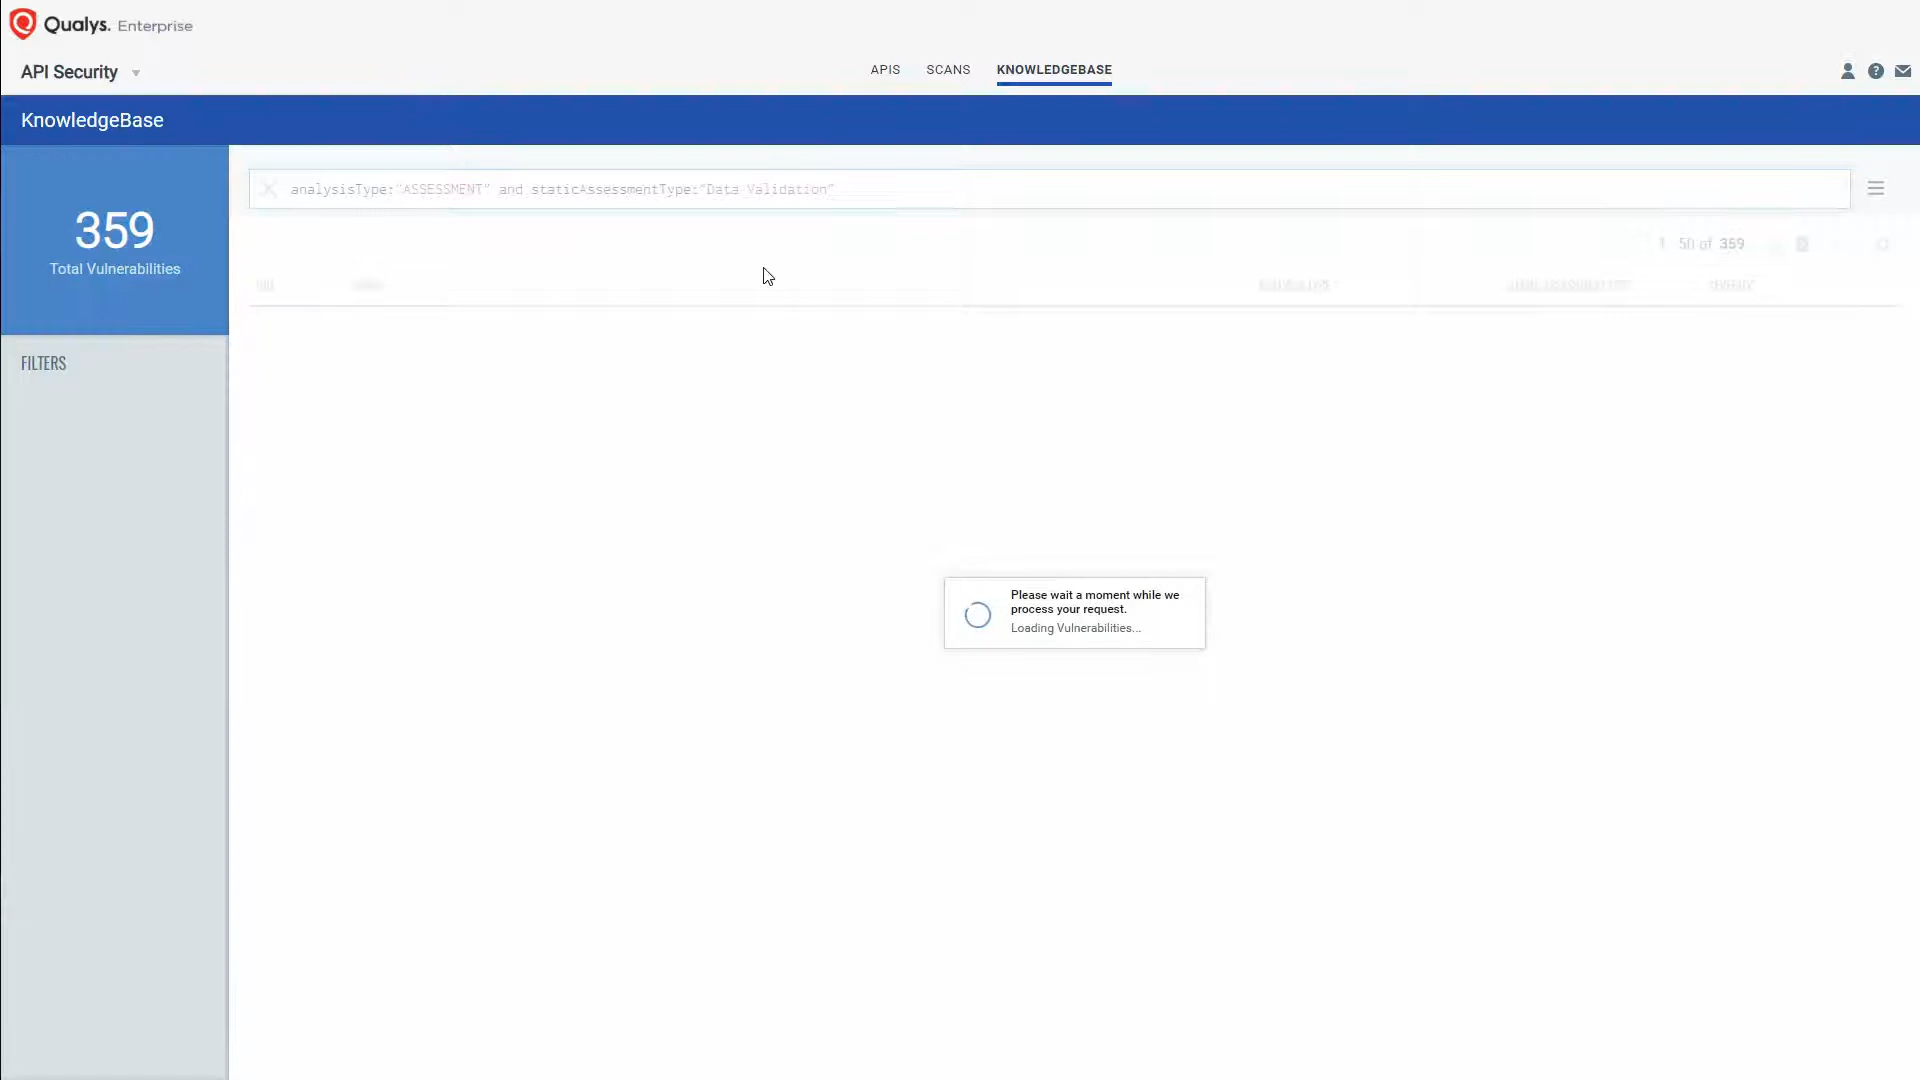 Qualys. Enterprise
API Security
APIS SCANS KNOWLEDGEBASE
KnowledgeBase
359
Total Vulnerabilities
FILTERS
analysisType:"ASSESSMENT" and staticAssessmentType:"Data Validation"
1 50 of 359
Please wait a moment while we
process your request.
Loading Vulnerabilities...